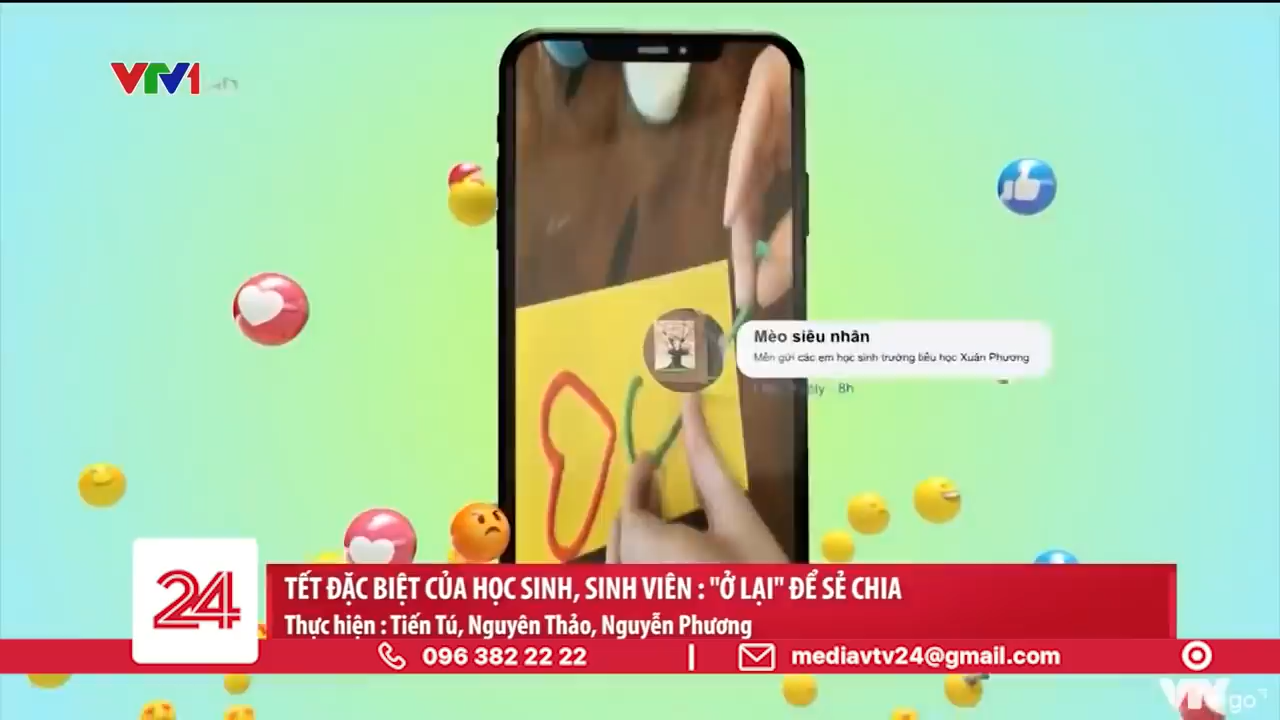 VTV1
Mèo siêu nhân
Mến gửi các em học sinh trường tiểu học Xuân Phương
8h
24
TẾT ĐẶC BIỆT CỦA HỌC SINH, SINH VIÊN : "Ở LẠI" ĐỂ SẺ CHIA
Thực hiện : Tiến Tú, Nguyên Thảo, Nguyễn Phương
096 382 22 22 | mediavtv24@gmail.com
VTV go